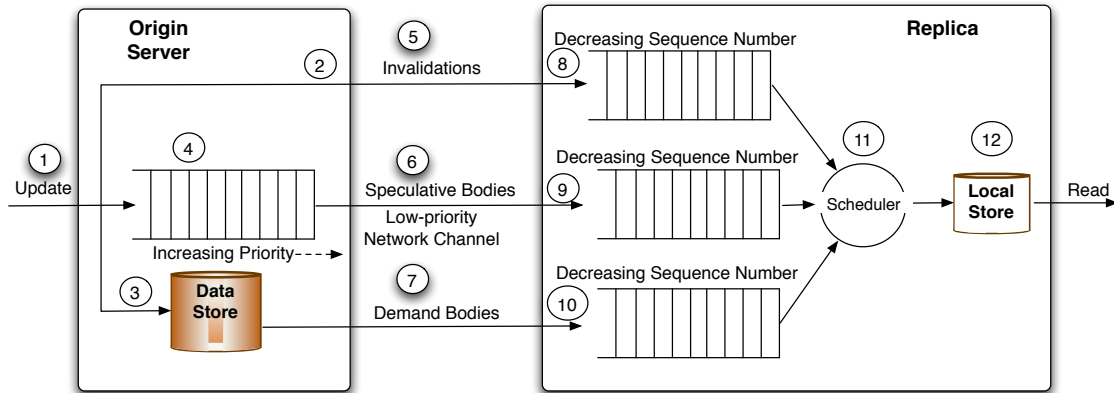 Origin
Server
Replica
5
Invalidations
2
Decreasing Sequence Number
8
1
Update
4
Increasing Priority
6
Speculative Bodies
Low-priority
Network Channel
Decreasing Sequence Number
9
11
Scheduler
12
Local
Store
Read
3
Data
Store
7
Demand Bodies
Decreasing Sequence Number
10